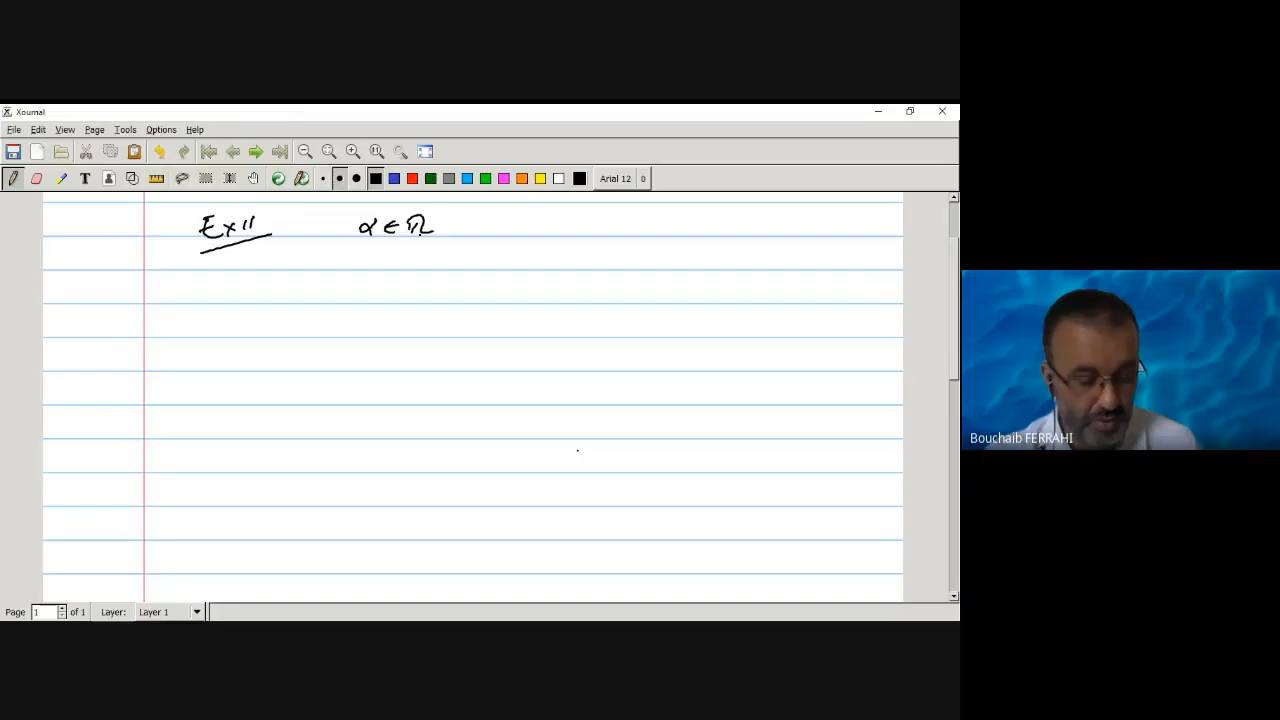 Xournal
File Edit View Page Tools Options Help
Arial 12 0
Ex 11 α ∈ ℝ
Bouchaib FERRAHI
Page 1 of 1 Layer: Layer 1